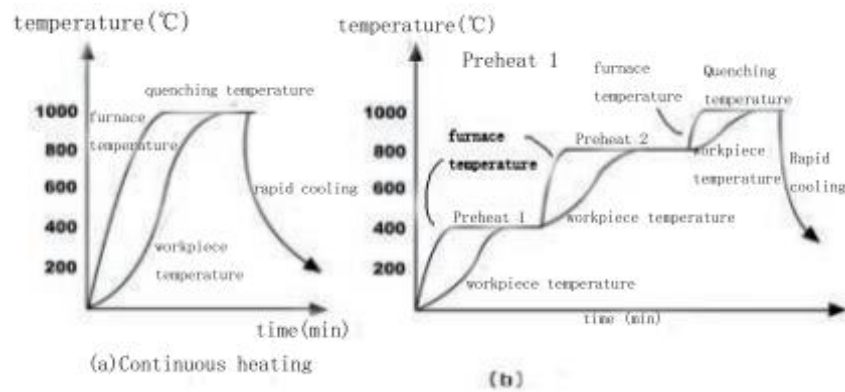 temperature(℃)
quenching temperature
1000
furnace
temperature
800
600
rapid cooling
400
workpiece
temperature
200
time(min)
(a)Continuous heating
temperature(℃)
Preheat 1
furnace
temperature
Quenching
temperature
1000
furnace
temperature
Preheat 2
800
workpiece
temperature
Rapid
cooling
600
Preheat 1
400
workpiece temperature
200
workpiece temperature
time (min)
(b)